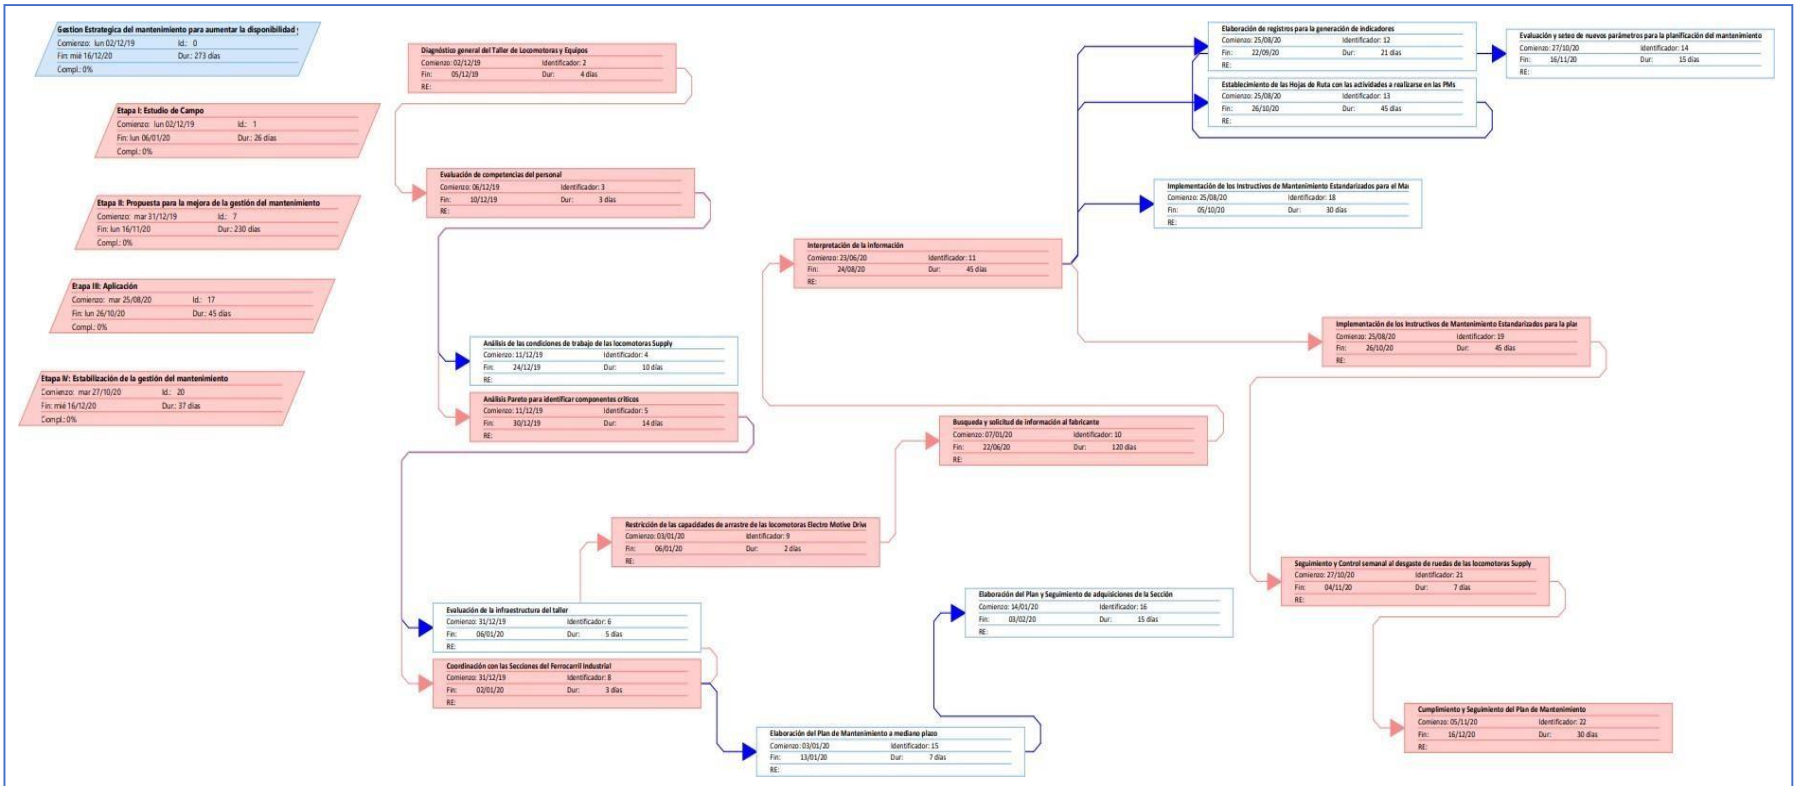 Gestion Estrategica del mantenimiento para aumentar la disponibilidad
Comienzo: lun 02/12/19 Id.: 0
Fin: mié 16/12/20 Dur.: 273 días
Compl.: 0%
Etapa I: Estudio de Campo
Comienzo: lun 02/12/19 Id.: 1
Fin: lun 06/01/20 Dur.: 26 días
Compl.: 0%
Etapa II: Propuesta para la mejora de la gestión del mantenimiento
Comienzo: mar 31/12/19 Id.: 7
Fin: lun 16/11/20 Dur.: 230 días
Compl.: 0%
Etapa III: Aplicación
Comienzo: mar 25/08/20 Id.: 17
Fin: lun 26/10/20 Dur.: 45 días
Compl.: 0%
Etapa IV: Estabilización de la gestión del mantenimiento
Comienzo: mar 27/10/20 Id.: 20
Fin: mié 16/12/20 Dur.: 37 días
Compl.: 0%
Diagnóstico general del Taller de Locomotoras y Equipos
Comienzo: 02/12/19 Identificador: 2
Fin: 05/12/19 Dur: 4 días
RE:
Evaluación de competencias del personal
Comienzo: 06/12/19 Identificador: 3
Fin: 10/12/19 Dur: 3 días
RE:
Análisis de las condiciones de trabajo de las locomotoras Supply
Comienzo: 11/12/19 Identificador: 4
Fin: 24/12/19 Dur: 10 días
RE:
Análisis Pareto para identificar componentes críticos
Comienzo: 11/12/19 Identificador: 5
Fin: 30/12/19 Dur: 14 días
RE:
Evaluación de la infraestructura del taller
Comienzo: 31/12/19 Identificador: 6
Fin: 06/01/20 Dur: 5 días
RE:
Coordinación con las Secciones del Ferrocarril Industrial
Comienzo: 31/12/19 Identificador: 8
Fin: 02/01/20 Dur: 3 días
RE:
Restricción de las capacidades de arrastre de las locomotoras Electro Motive Drive
Comienzo: 03/01/20 Identificador: 9
Fin: 06/01/20 Dur: 2 días
RE:
Elaboración del Plan de Mantenimiento a mediano plazo
Comienzo: 03/01/20 Identificador: 15
Fin: 13/01/20 Dur: 7 días
RE:
Elaboración del Plan y Seguimiento de adquisiciones de la Sección
Comienzo: 14/01/20 Identificador: 16
Fin: 03/02/20 Dur: 15 días
RE:
Busqueda y solicitud de información al fabricante
Comienzo: 07/01/20 Identificador: 10
Fin: 22/06/20 Dur: 120 días
RE:
Interpretación de la información
Comienzo: 23/06/20 Identificador: 11
Fin: 24/08/20 Dur: 45 días
RE:
Elaboración de registros para la generación de indicadores
Comienzo: 25/08/20 Identificador: 12
Fin: 22/09/20 Dur: 21 días
RE:
Establecimiento de las Hojas de Ruta con las actividades a realizarse en las PMs
Comienzo: 25/08/20 Identificador: 13
Fin: 26/10/20 Dur: 45 días
RE:
Evaluación y seteo de nuevos parámetros para la planificación del mantenimiento
Comienzo: 27/10/20 Identificador: 14
Fin: 16/11/20 Dur: 15 días
RE:
Implementación de los Instructivos de Mantenimiento Estandarizados para el Mar
Comienzo: 25/08/20 Identificador: 18
Fin: 05/10/20 Dur: 30 días
RE:
Implementación de los Instructivos de Mantenimiento Estandarizados para la plan
Comienzo: 25/08/20 Identificador: 19
Fin: 26/10/20 Dur: 45 días
RE:
Seguimiento y Control semanal al desgaste de ruedas de las locomotoras Supply
Comienzo: 27/10/20 Identificador: 21
Fin: 04/11/20 Dur: 7 días
RE:
Cumplimiento y Seguimiento del Plan de Mantenimiento
Comienzo: 05/11/20 Identificador: 22
Fin: 16/12/20 Dur: 30 días
RE: